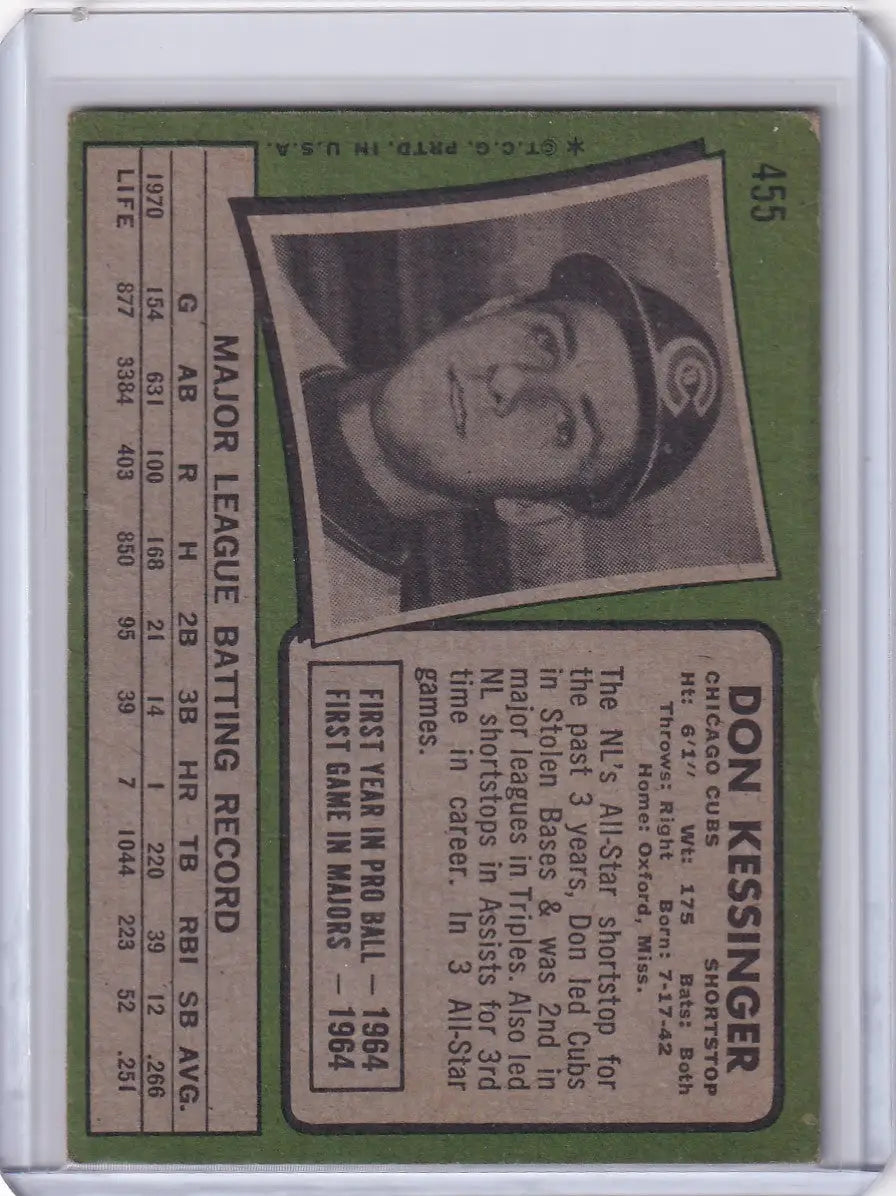 455
*©T.C.G. PRTD. IN U.S.A.
C
DON KESSINGER
CHICAGO CUBS SHORTSTOP
Ht: 6'1" Wt: 175 Bats: Both
Throws: Right Born: 7-17-42
Home: Oxford, Miss.
The NL's All-Star shortstop for
the past 3 years, Don led Cubs
in Stolen Bases & was 2nd in
major leagues in Triples. Also led
NL shortstops in Assists for 3rd
time in career. In 3 All-Star
games.
FIRST YEAR IN PRO BALL — 1964
FIRST GAME IN MAJORS — 1964
MAJOR LEAGUE BATTING RECORD
G AB R H 2B 3B HR TB RBI SB AVG.
1970 154 631 100 168 21 14 1 220 39 12 .266
LIFE 877 3384 403 850 95 39 7 1044 223 52 .251